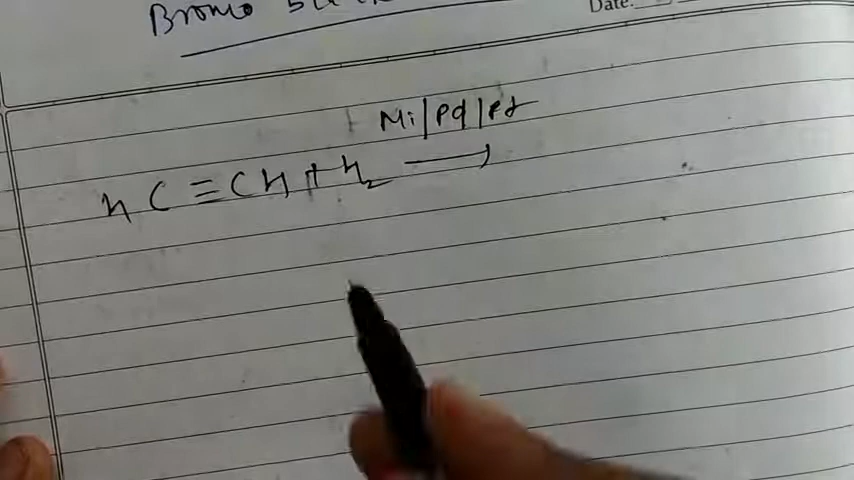 Bromo
Date.
Ni|Pd|Pt
HC≡CH+H₂ ⟶